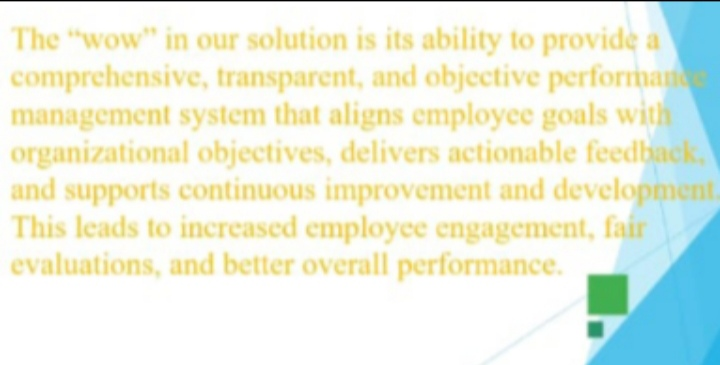 The “wow” in our solution is its ability to provide a
comprehensive, transparent, and objective performance
management system that aligns employee goals with
organizational objectives, delivers actionable feedback,
and supports continuous improvement and development.
This leads to increased employee engagement, fair
evaluations, and better overall performance.